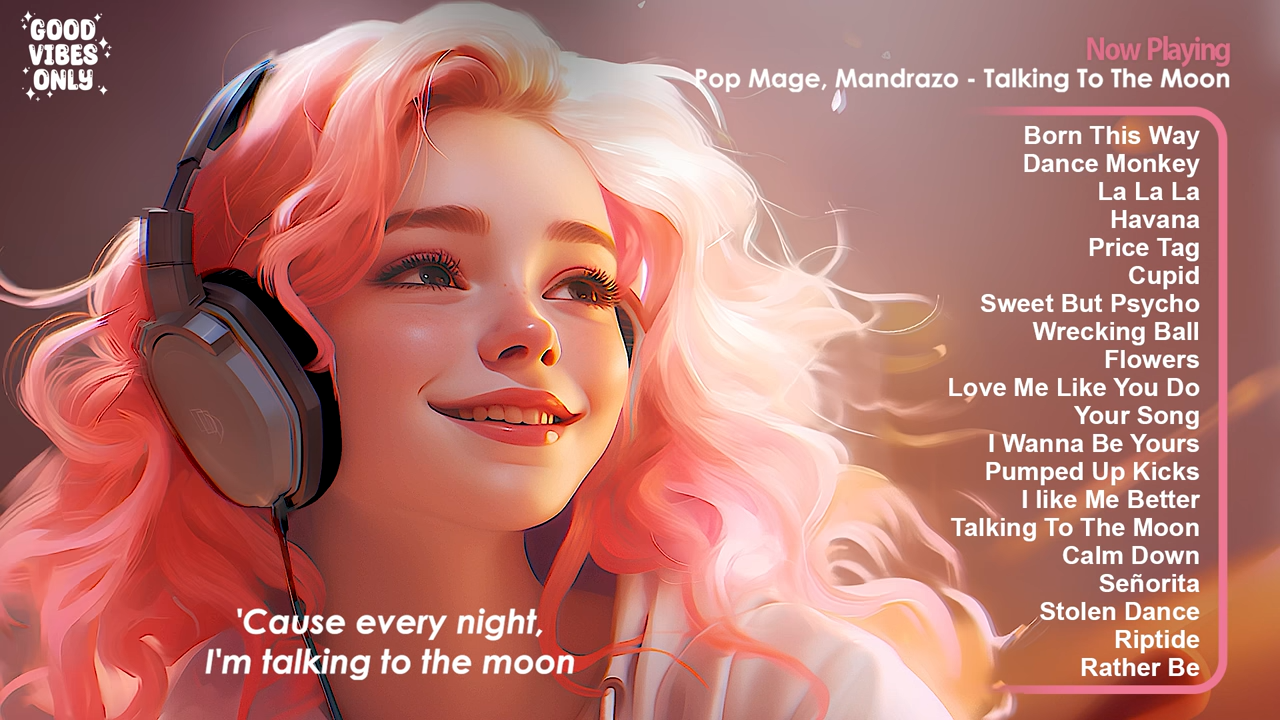 GOOD
VIBES
ONLY
Now Playing
Pop Mage, Mandrazo - Talking To The Moon
Born This Way
Dance Monkey
La La La
Havana
Price Tag
Cupid
Sweet But Psycho
Wrecking Ball
Flowers
Love Me Like You Do
Your Song
I Wanna Be Yours
Pumped Up Kicks
I like Me Better
Talking To The Moon
Calm Down
Señorita
Stolen Dance
Riptide
Rather Be
'Cause every night,
I'm talking to the moon